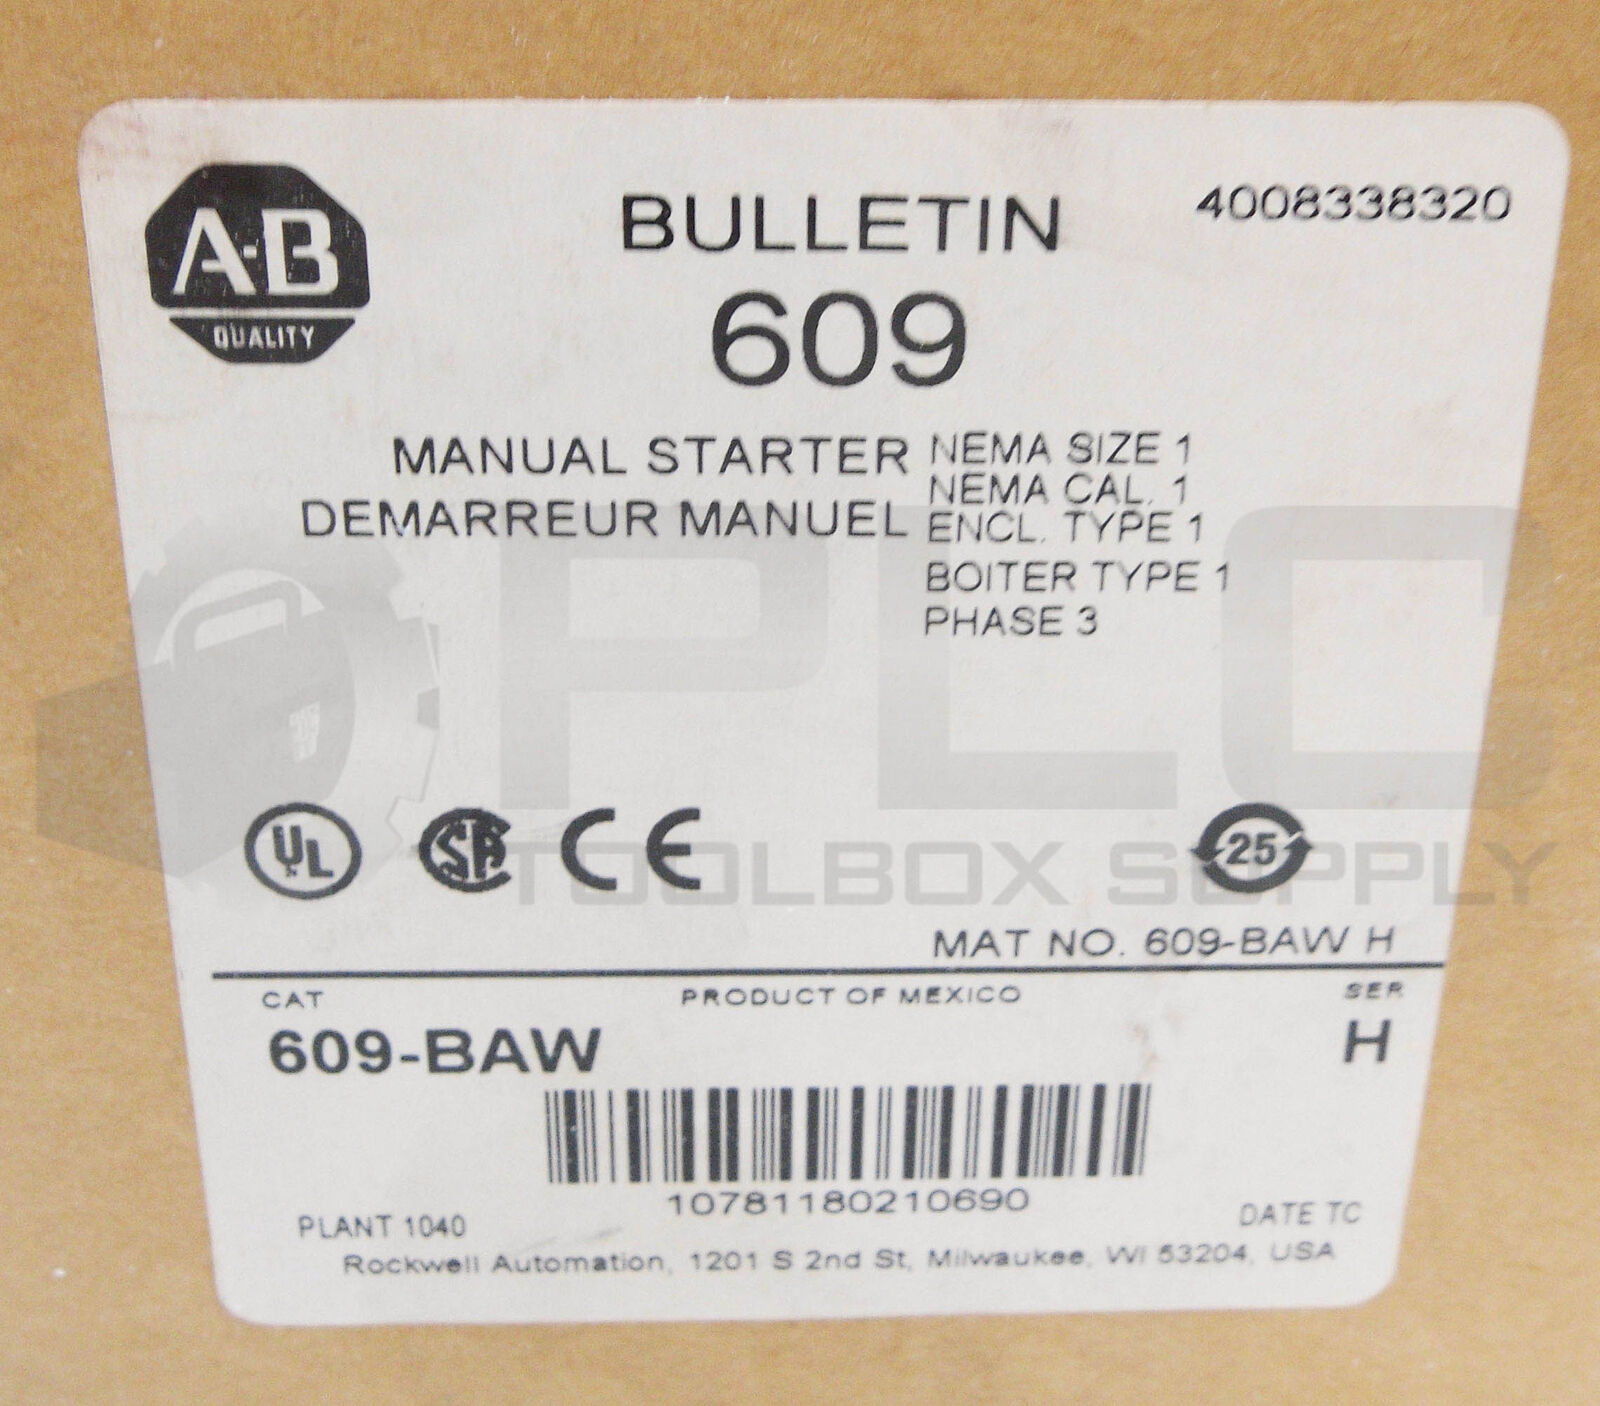 A-B
QUALITY
BULLETIN
609
4008338320
MANUAL STARTER
DEMARREUR MANUEL
NEMA SIZE 1
NEMA CAL. 1
ENCL. TYPE 1
BOITER TYPE 1
PHASE 3
PLC
TOOLBOX SUPPLY
UL
SA
CE
25
MAT NO. 609-BAW H
CAT
PRODUCT OF MEXICO
SER
609-BAW
H
10781180210690
PLANT 1040
DATE TC
Rockwell Automation, 1201 S 2nd St, Milwaukee, WI 53204, USA